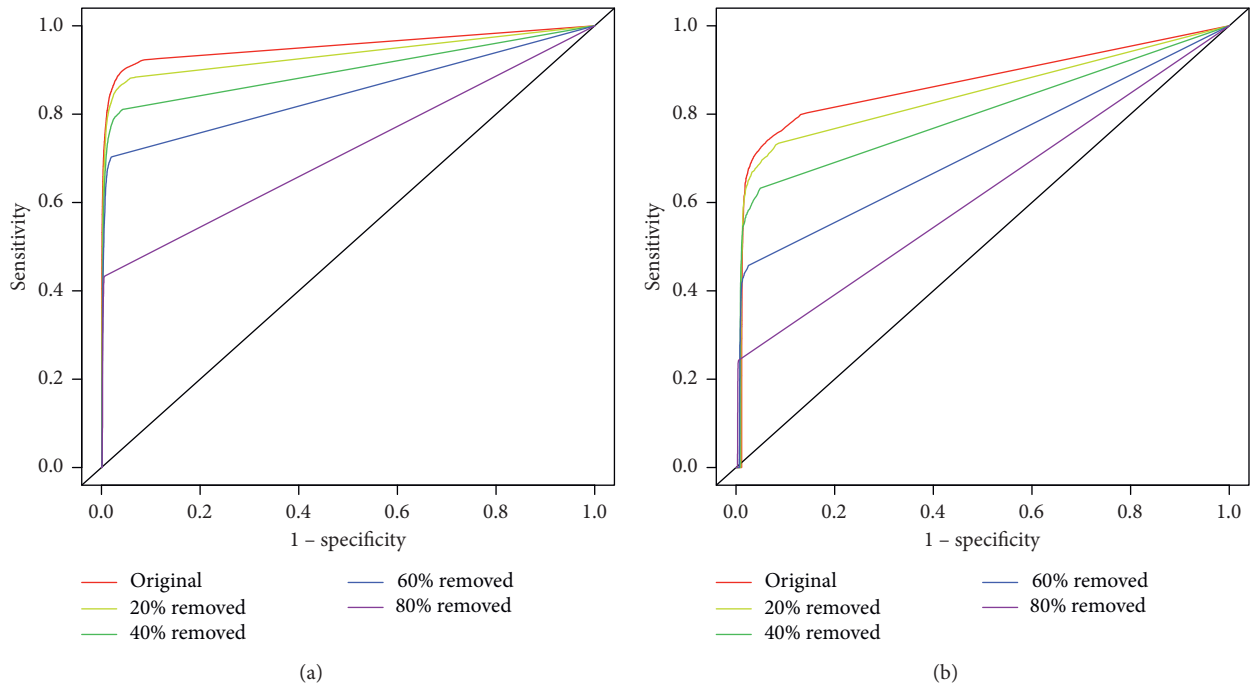 1.0
0.8
0.6
0.4
0.2
0.0
Sensitivity
0.0 0.2 0.4 0.6 0.8 1.0
1 – specificity
Original
20% removed
40% removed
60% removed
80% removed
(a)
1.0
0.8
0.6
0.4
0.2
0.0
Sensitivity
0.0 0.2 0.4 0.6 0.8 1.0
1 – specificity
Original
20% removed
40% removed
60% removed
80% removed
(b)